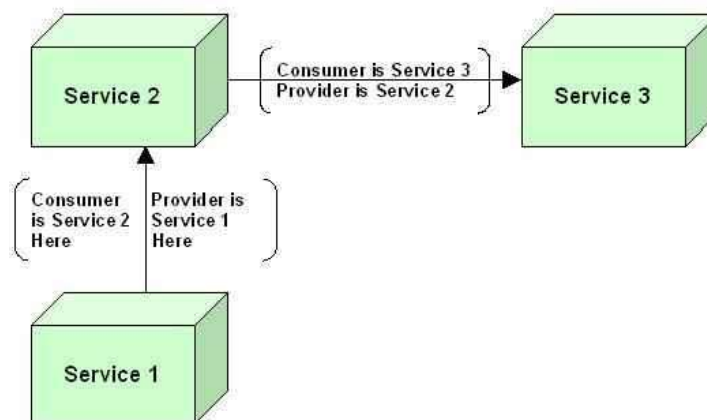 Service 2
Consumer is Service 3
Provider is Service 2
Service 3
Consumer
is Service 2
Here
Provider is
Service 1
Here
Service 1